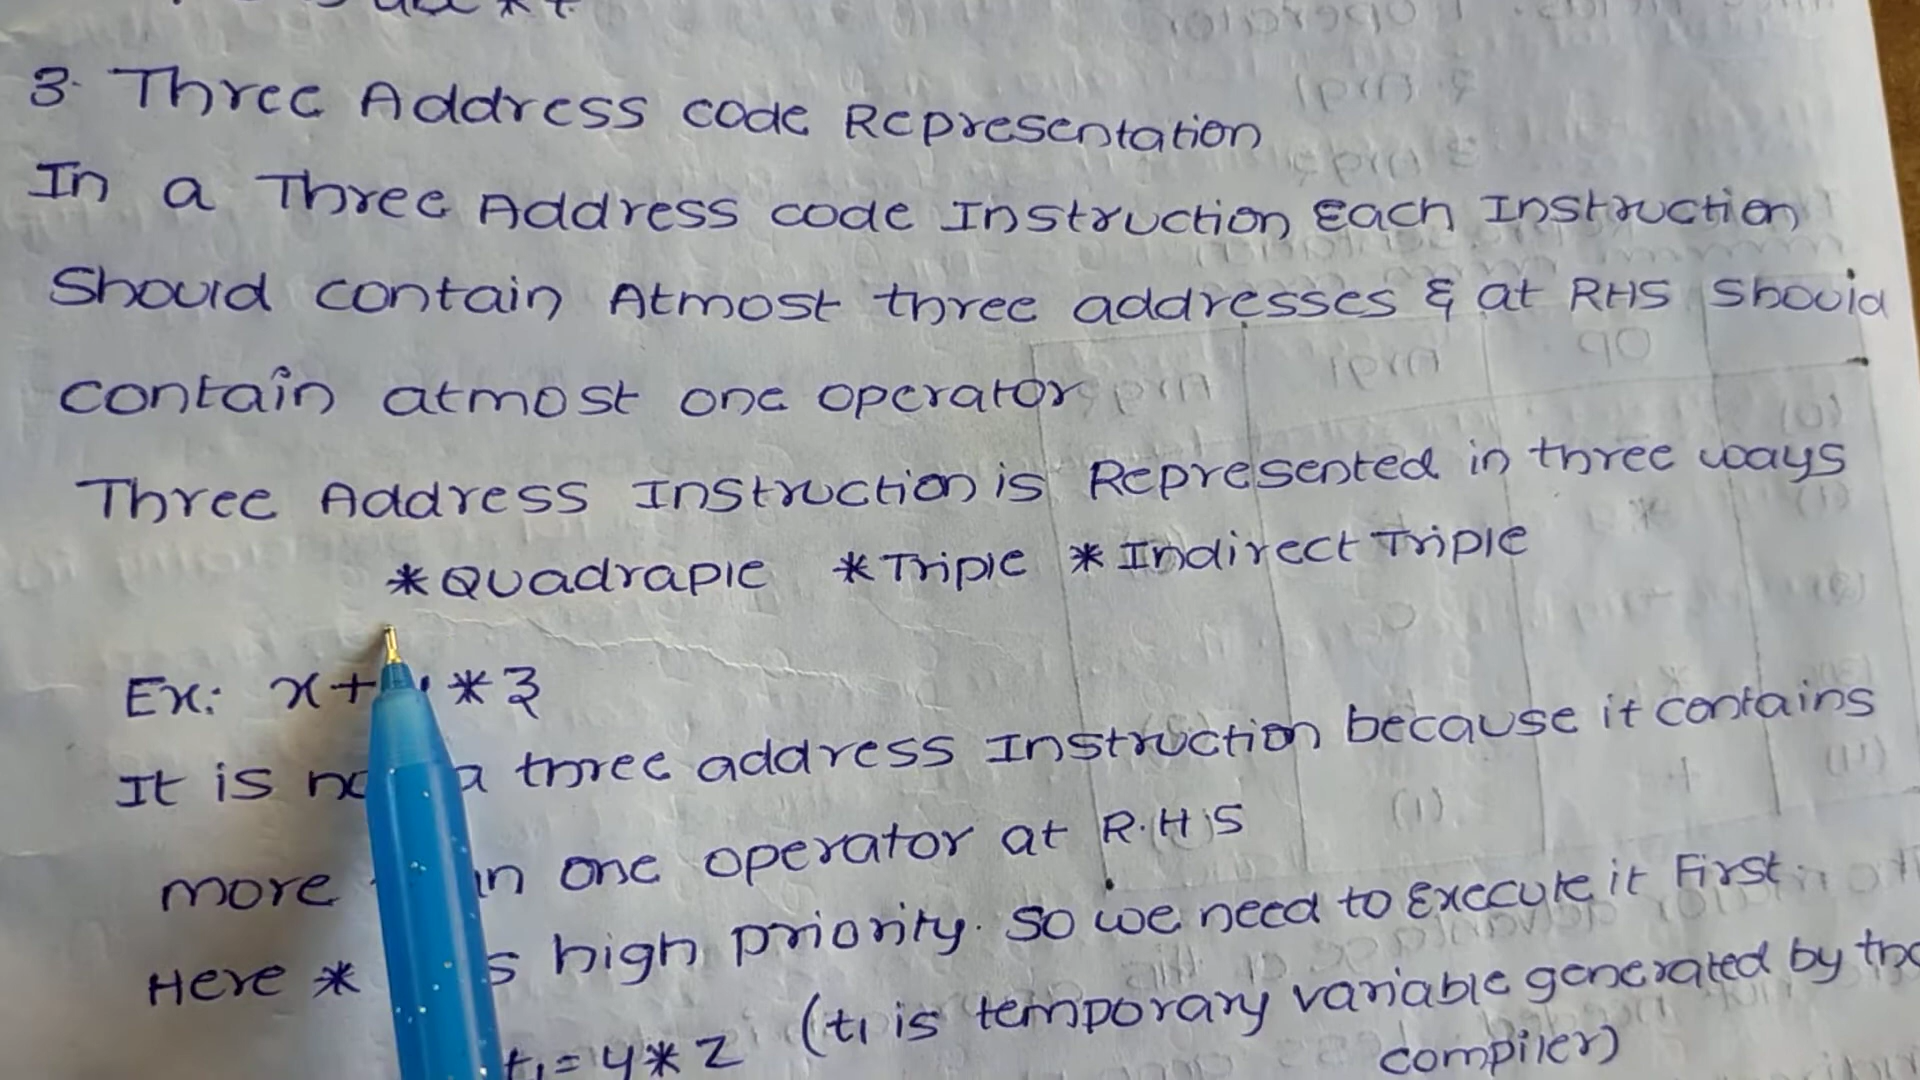 3. Three Address code Representation
In a Three Address code Instruction Each Instruction
Should contain Atmost three addresses & at RHS Should
contain atmost one operator
Three Address Instruction is Represented in three ways
*Quadraple *Triple *Indirect Triple
Ex: x+ *z
It is a three address Instruction because it contains
more one operator at R.H.S
Here * high priority. So we need to Execute it First.
t1 = y*z (t1 is temporary variable generated by the
compiler)